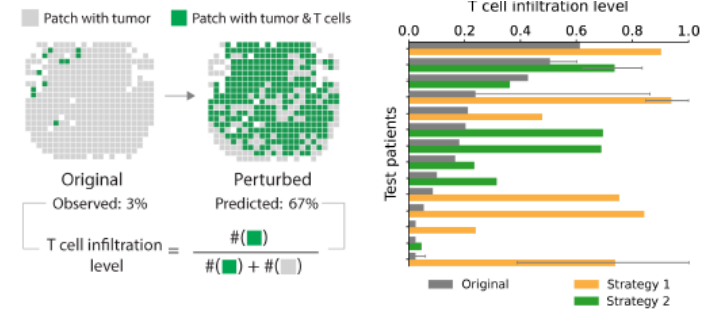 Patch with tumor
Patch with tumor & T cells
Original
Perturbed
Observed: 3%
Predicted: 67%
T cell infiltration level
=
#( )
#( ) + #( )
T cell infiltration level
0.0 0.2 0.4 0.6 0.8 1.0
Test patients
Original
Strategy 1
Strategy 2